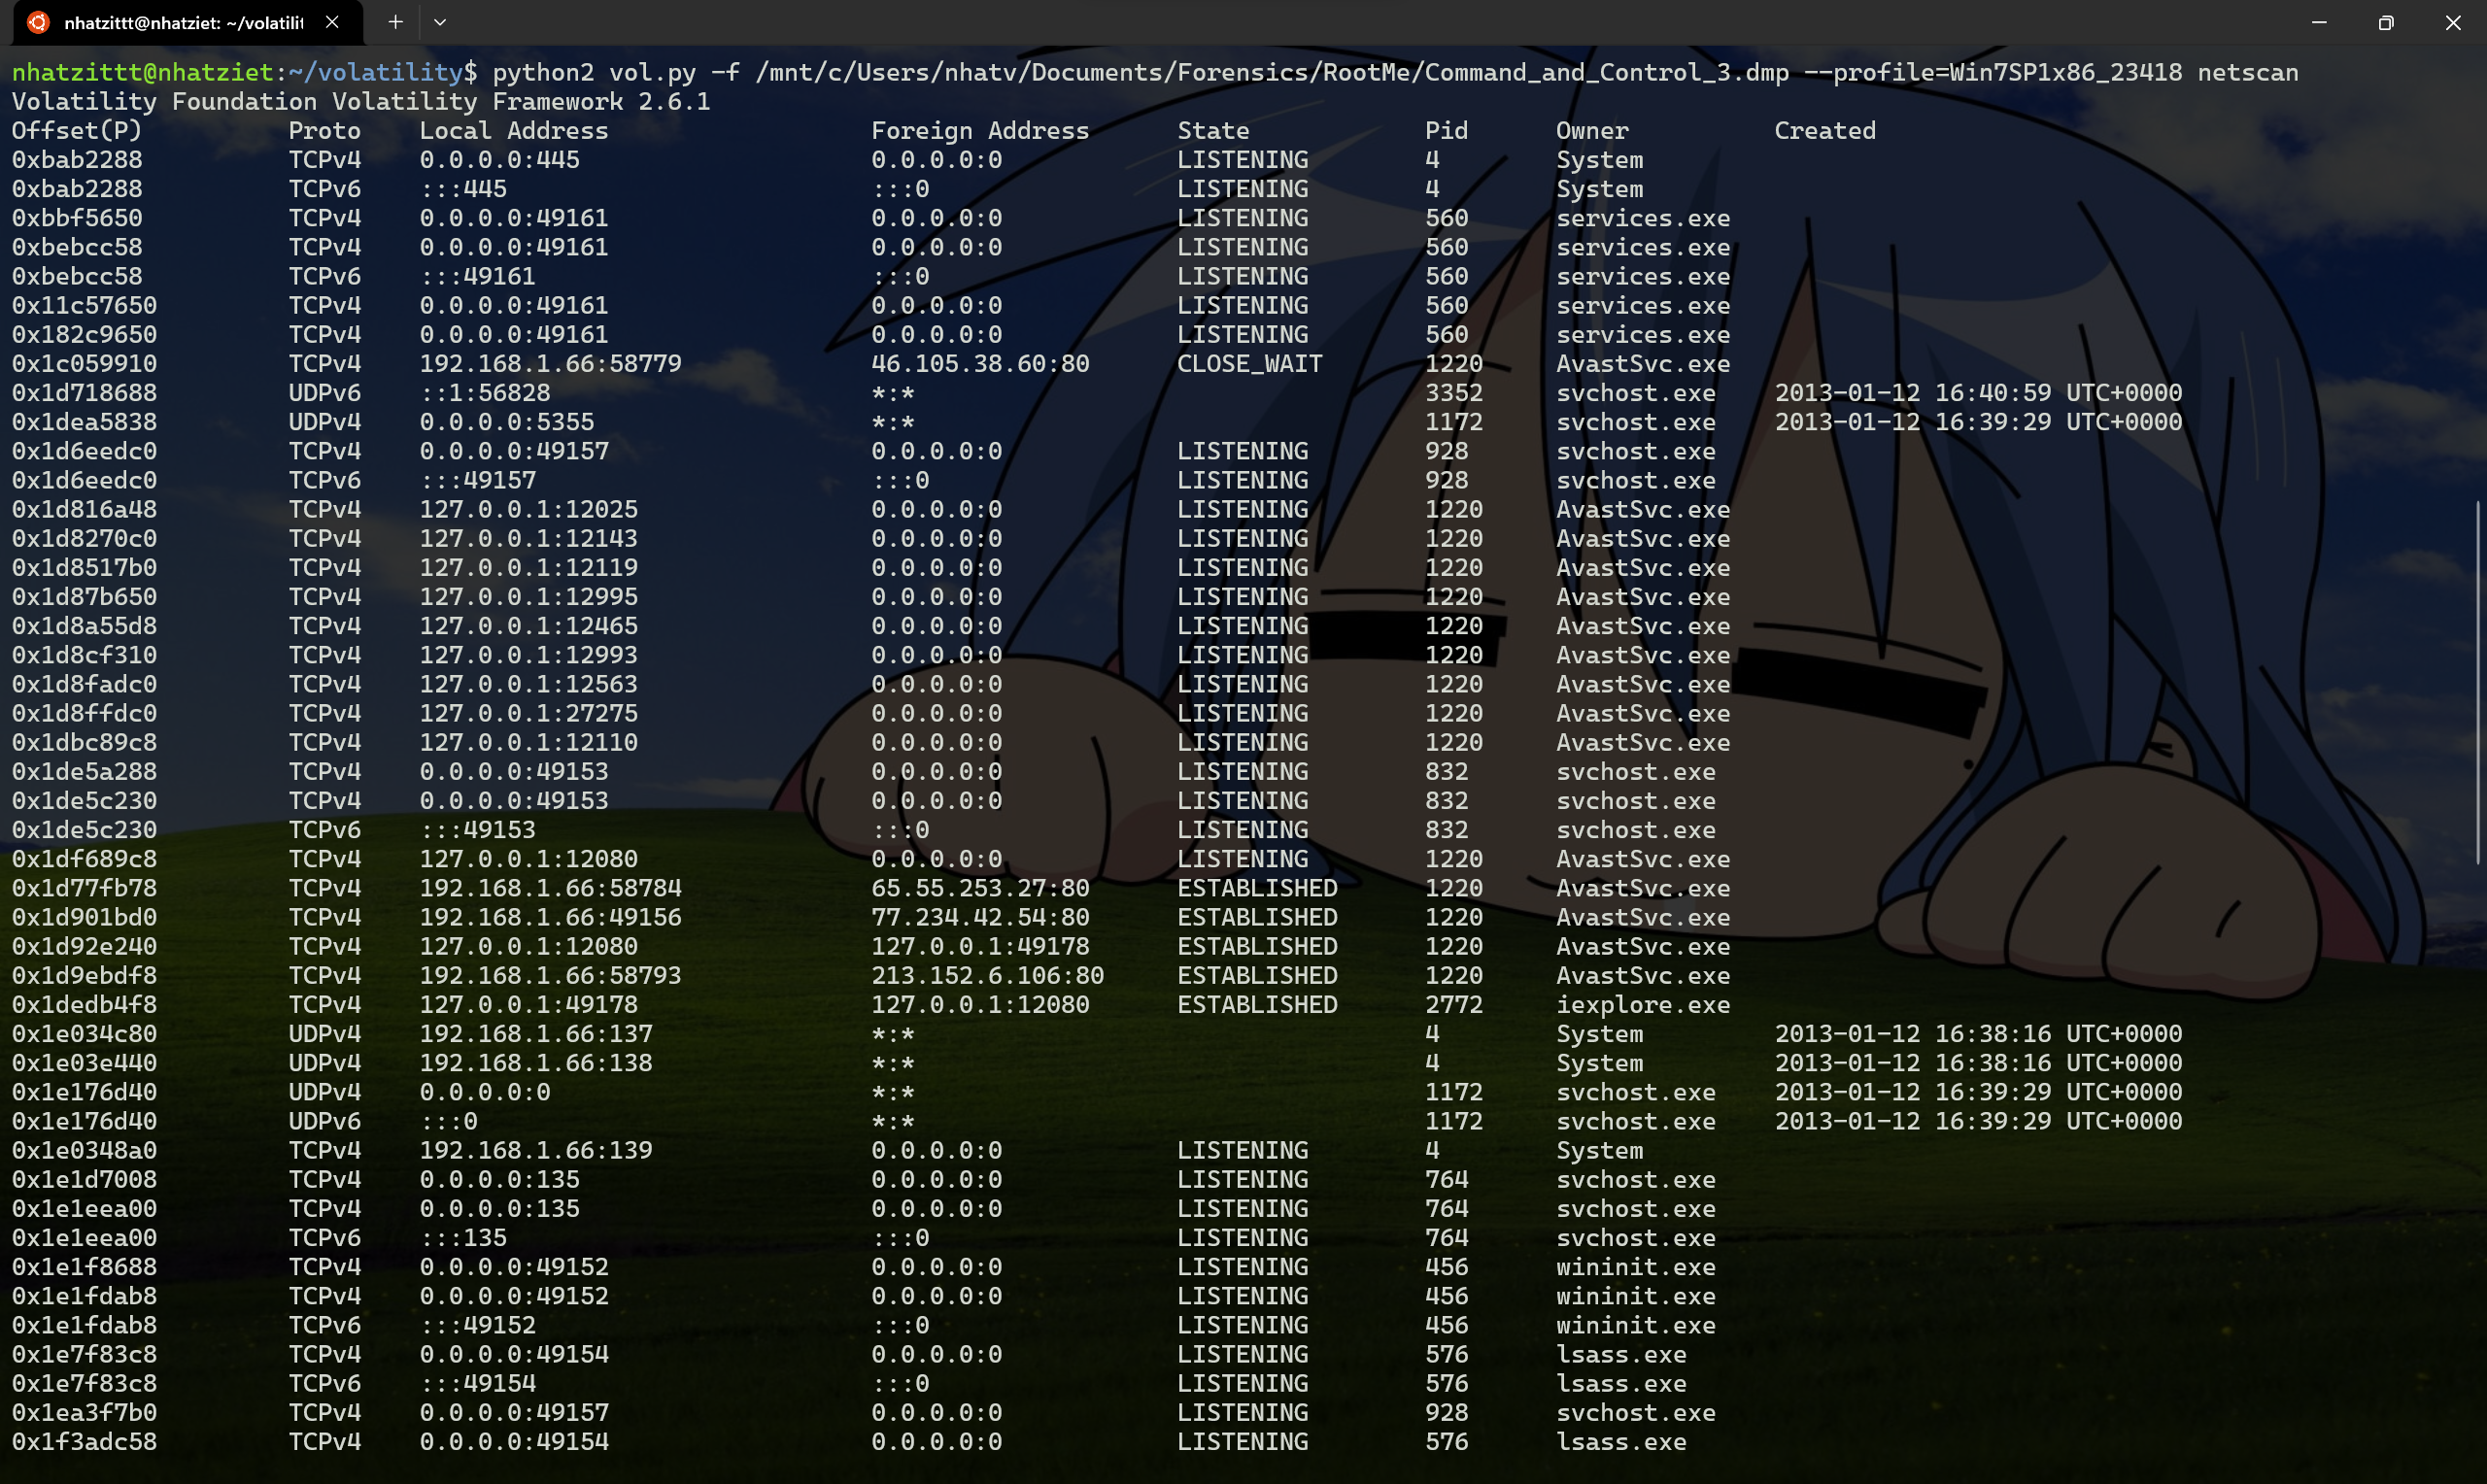 nhatzittt@nhatziet: ~/volatilit
nhatzittt@nhatziet:~/volatility$ python2 vol.py -f /mnt/c/Users/nhatv/Documents/Forensics/RootMe/Command_and_Control_3.dmp --profile=Win7SP1x86_23418 netscan
Volatility Foundation Volatility Framework 2.6.1
Offset(P) Proto Local Address Foreign Address State Pid Owner Created
0xbab2288 TCPv4 0.0.0.0:445 0.0.0.0:0 LISTENING 4 System
0xbab2288 TCPv6 :::445 :::0 LISTENING 4 System
0xbbf5650 TCPv4 0.0.0.0:49161 0.0.0.0:0 LISTENING 560 services.exe
0xbebcc58 TCPv4 0.0.0.0:49161 0.0.0.0:0 LISTENING 560 services.exe
0xbebcc58 TCPv6 :::49161 :::0 LISTENING 560 services.exe
0x11c57650 TCPv4 0.0.0.0:49161 0.0.0.0:0 LISTENING 560 services.exe
0x182c9650 TCPv4 0.0.0.0:49161 0.0.0.0:0 LISTENING 560 services.exe
0x1c059910 TCPv4 192.168.1.66:58779 46.105.38.60:80 CLOSE_WAIT 1220 AvastSvc.exe
0x1d718688 UDPv6 ::1:56828 *:* 3352 svchost.exe 2013-01-12 16:40:59 UTC+0000
0x1dea5838 UDPv4 0.0.0.0:5355 *:* 1172 svchost.exe 2013-01-12 16:39:29 UTC+0000
0x1d6eedc0 TCPv4 0.0.0.0:49157 0.0.0.0:0 LISTENING 928 svchost.exe
0x1d6eedc0 TCPv6 :::49157 :::0 LISTENING 928 svchost.exe
0x1d816a48 TCPv4 127.0.0.1:12025 0.0.0.0:0 LISTENING 1220 AvastSvc.exe
0x1d8270c0 TCPv4 127.0.0.1:12143 0.0.0.0:0 LISTENING 1220 AvastSvc.exe
0x1d8517b0 TCPv4 127.0.0.1:12119 0.0.0.0:0 LISTENING 1220 AvastSvc.exe
0x1d87b650 TCPv4 127.0.0.1:12995 0.0.0.0:0 LISTENING 1220 AvastSvc.exe
0x1d8a55d8 TCPv4 127.0.0.1:12465 0.0.0.0:0 LISTENING 1220 AvastSvc.exe
0x1d8cf310 TCPv4 127.0.0.1:12993 0.0.0.0:0 LISTENING 1220 AvastSvc.exe
0x1d8fadc0 TCPv4 127.0.0.1:12563 0.0.0.0:0 LISTENING 1220 AvastSvc.exe
0x1d8ffdc0 TCPv4 127.0.0.1:27275 0.0.0.0:0 LISTENING 1220 AvastSvc.exe
0x1dbc89c8 TCPv4 127.0.0.1:12110 0.0.0.0:0 LISTENING 1220 AvastSvc.exe
0x1de5a288 TCPv4 0.0.0.0:49153 0.0.0.0:0 LISTENING 832 svchost.exe
0x1de5c230 TCPv4 0.0.0.0:49153 0.0.0.0:0 LISTENING 832 svchost.exe
0x1de5c230 TCPv6 :::49153 :::0 LISTENING 832 svchost.exe
0x1df689c8 TCPv4 127.0.0.1:12080 0.0.0.0:0 LISTENING 1220 AvastSvc.exe
0x1d77fb78 TCPv4 192.168.1.66:58784 65.55.253.27:80 ESTABLISHED 1220 AvastSvc.exe
0x1d901bd0 TCPv4 192.168.1.66:49156 77.234.42.54:80 ESTABLISHED 1220 AvastSvc.exe
0x1d92e240 TCPv4 127.0.0.1:12080 127.0.0.1:49178 ESTABLISHED 1220 AvastSvc.exe
0x1d9ebdf8 TCPv4 192.168.1.66:58793 213.152.6.106:80 ESTABLISHED 1220 AvastSvc.exe
0x1dedb4f8 TCPv4 127.0.0.1:49178 127.0.0.1:12080 ESTABLISHED 2772 iexplore.exe
0x1e034c80 UDPv4 192.168.1.66:137 *:* 4 System 2013-01-12 16:38:16 UTC+0000
0x1e03e440 UDPv4 192.168.1.66:138 *:* 4 System 2013-01-12 16:38:16 UTC+0000
0x1e176d40 UDPv4 0.0.0.0:0 *:* 1172 svchost.exe 2013-01-12 16:39:29 UTC+0000
0x1e176d40 UDPv6 :::0 *:* 1172 svchost.exe 2013-01-12 16:39:29 UTC+0000
0x1e0348a0 TCPv4 192.168.1.66:139 0.0.0.0:0 LISTENING 4 System
0x1e1d7008 TCPv4 0.0.0.0:135 0.0.0.0:0 LISTENING 764 svchost.exe
0x1e1eea00 TCPv4 0.0.0.0:135 0.0.0.0:0 LISTENING 764 svchost.exe
0x1e1eea00 TCPv6 :::135 :::0 LISTENING 764 svchost.exe
0x1e1f8688 TCPv4 0.0.0.0:49152 0.0.0.0:0 LISTENING 456 wininit.exe
0x1e1fdab8 TCPv4 0.0.0.0:49152 0.0.0.0:0 LISTENING 456 wininit.exe
0x1e1fdab8 TCPv6 :::49152 :::0 LISTENING 456 wininit.exe
0x1e7f83c8 TCPv4 0.0.0.0:49154 0.0.0.0:0 LISTENING 576 lsass.exe
0x1e7f83c8 TCPv6 :::49154 :::0 LISTENING 576 lsass.exe
0x1ea3f7b0 TCPv4 0.0.0.0:49157 0.0.0.0:0 LISTENING 928 svchost.exe
0x1f3adc58 TCPv4 0.0.0.0:49154 0.0.0.0:0 LISTENING 576 lsass.exe